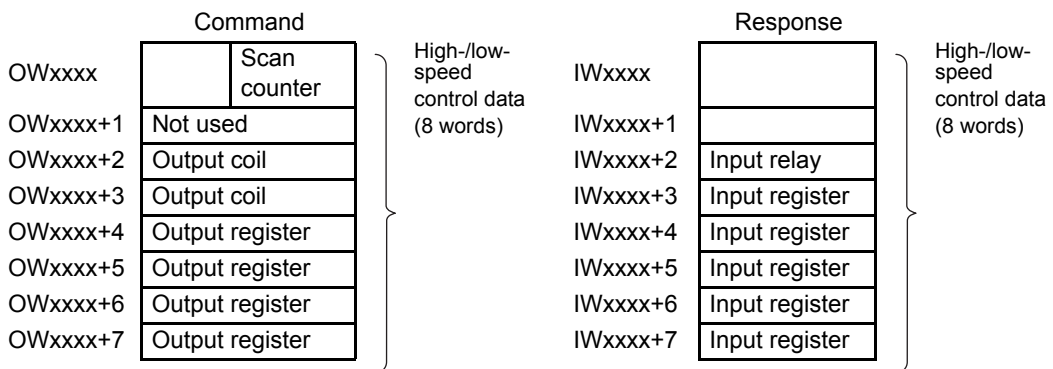 Command
OWxxxx
Scan
counter
High-/low-
speed
control data
(8 words)
OWxxxx+1 Not used
OWxxxx+2 Output coil
OWxxxx+3 Output coil
OWxxxx+4 Output register
OWxxxx+5 Output register
OWxxxx+6 Output register
OWxxxx+7 Output register
Response
IWxxxx
High-/low-
speed
control data
(8 words)
IWxxxx+1
IWxxxx+2 Input relay
IWxxxx+3 Input register
IWxxxx+4 Input register
IWxxxx+5 Input register
IWxxxx+6 Input register
IWxxxx+7 Input register